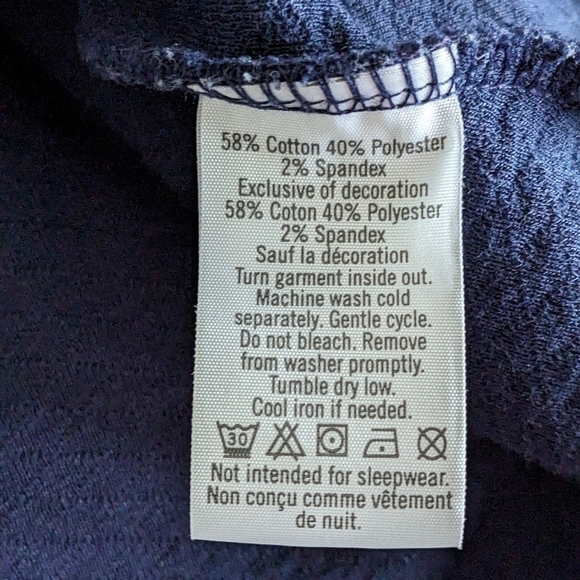 58% Cotton 40% Polyester
2% Spandex
Exclusive of decoration
58% Coton 40% Polyester
2% Spandex
Sauf la décoration
Turn garment inside out.
Machine wash cold
separately. Gentle cycle.
Do not bleach. Remove
from washer promptly.
Tumble dry low.
Cool iron if needed.
30
Not intended for sleepwear.
Non conçu comme vêtement
de nuit.